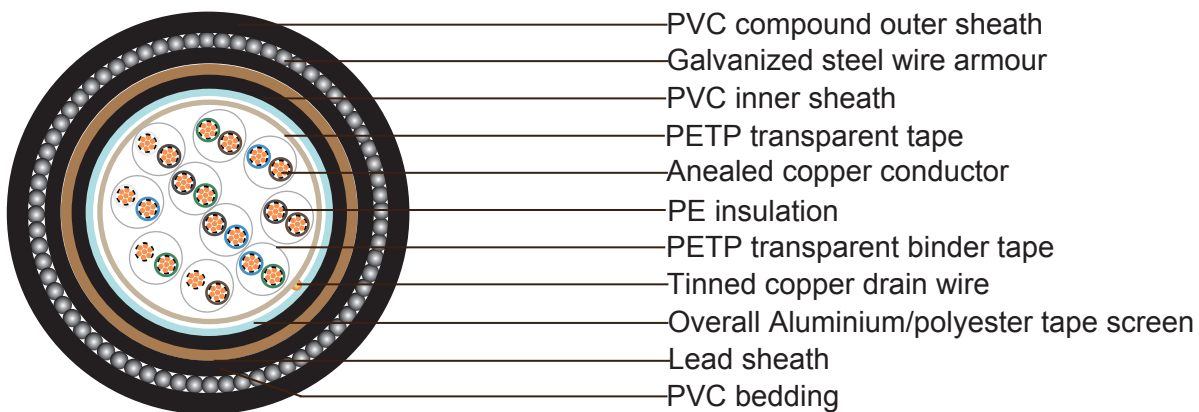 PVC compound outer sheath
Galvanized steel wire armour
PVC inner sheath
PETP transparent tape
Anealed copper conductor
PE insulation
PETP transparent binder tape
Tinned copper drain wire
Overall Aluminium/polyester tape screen
Lead sheath
PVC bedding